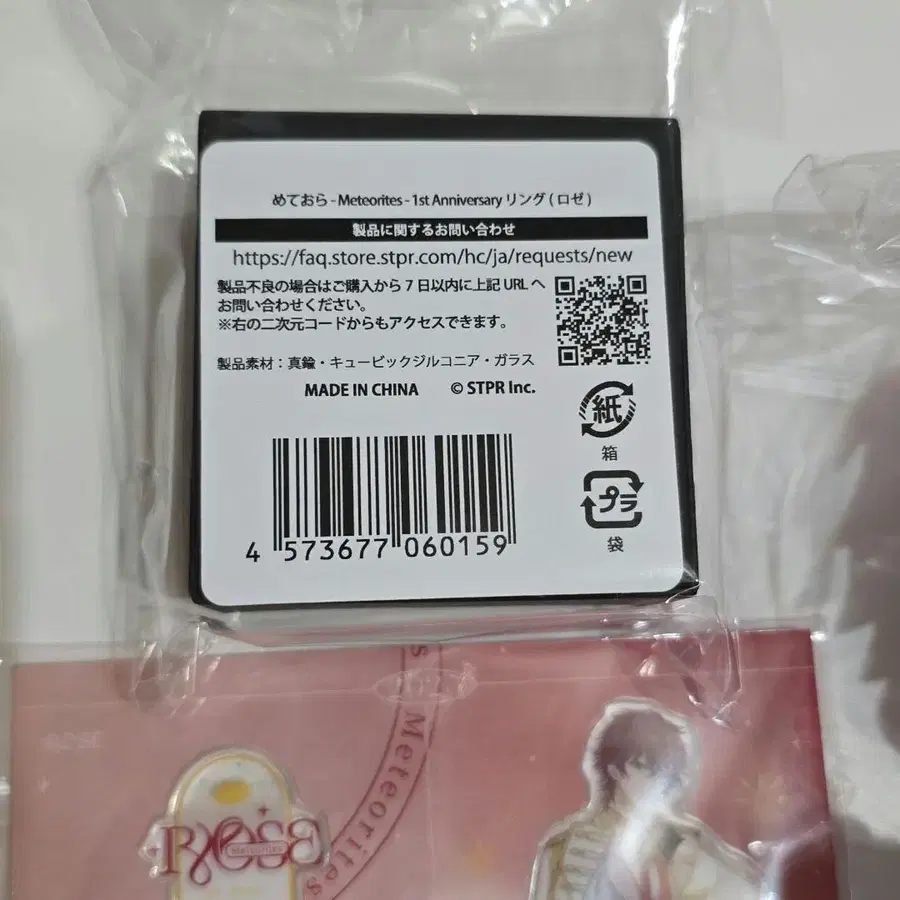 めておら - Meteorites - 1st Anniversary リング ( ロゼ )
製品に関するお問い合わせ
https://faq.store.stpr.com/hc/ja/requests/new
製品不良の場合はご購入から 7 日以内に上記 URL へ
お問い合わせください。
※右の二次元コードからもアクセスできます。
製品素材：真鍮・キュービックジルコニア・ガラス
MADE IN CHINA © STPR Inc.
紙
箱
プラ
袋
4 573677 060159
s Meteorites
ROSE
Meteorites